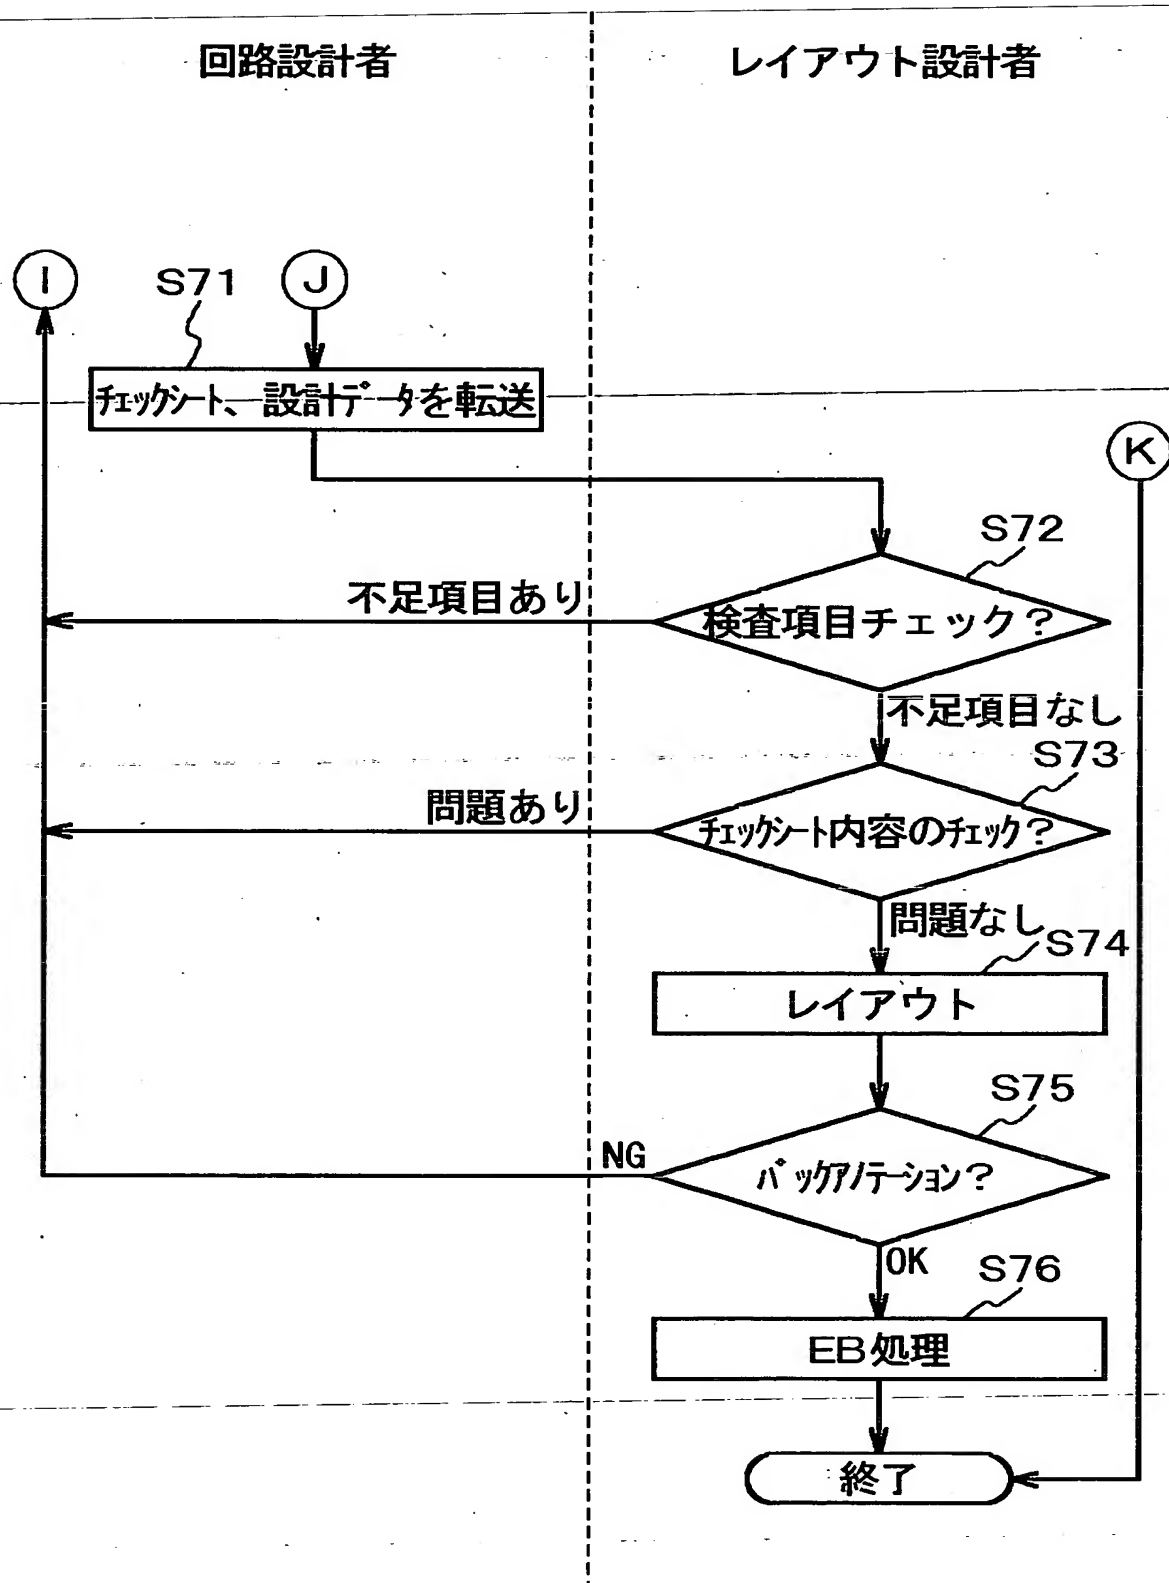 回路設計者
レイアウト設計者
I
S71
J
チェックシート、設計データを転送
K
S72
不足項目あり
検査項目チェック？
不足項目なし
S73
問題あり
チェックシート内容のチェック？
問題なし
S74
レイアウト
S75
NG
バックアノテーション？
OK
S76
EB処理
終了